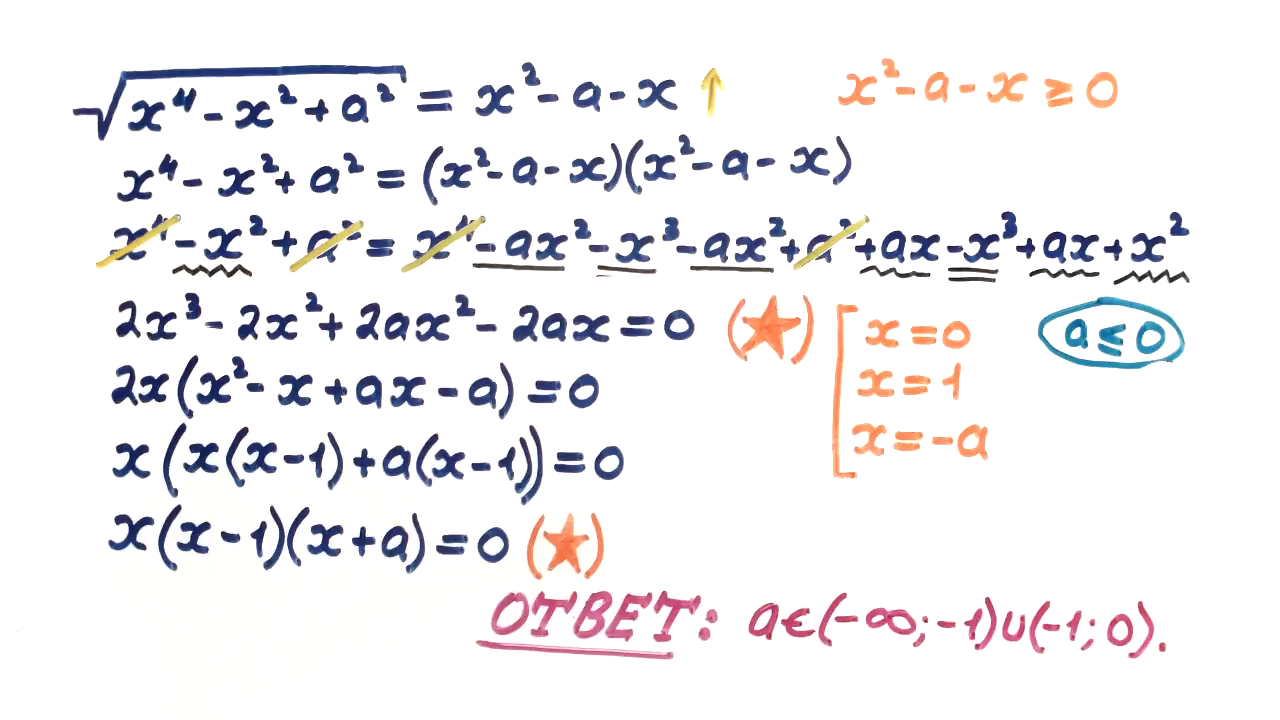 √(x⁴ - x² + a²) = x² - a - x ↑ x² - a - x ≥ 0
x⁴ - x² + a² = (x² - a - x)(x² - a - x)
x⁴ - x² + a² = x⁴ - ax² - x³ - ax² + a² + ax - x³ + ax + x²
2x³ - 2x² + 2ax² - 2ax = 0 (★)
2x(x² - x + ax - a) = 0
x(x(x-1) + a(x-1)) = 0
x(x-1)(x+a) = 0 (★)
[ x = 0
x = 1
x = -a
a ≤ 0
ОТВЕТ: a∈(-∞; -1)∪(-1; 0).